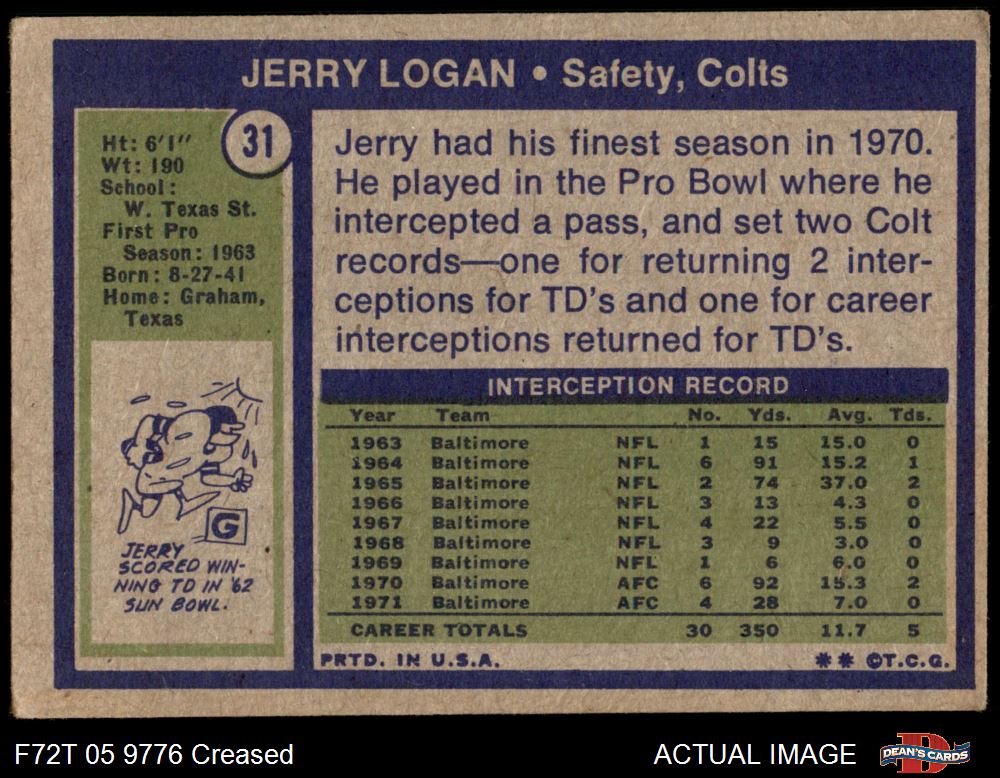 JERRY LOGAN • Safety, Colts
31
Ht: 6'1"
Wt: 190
School:
W. Texas St.
First Pro
Season: 1963
Born: 8-27-41
Home: Graham,
Texas
JERRY
SCORED WIN-
NING TD IN '62
SUN BOWL.
G
Jerry had his finest season in 1970.
He played in the Pro Bowl where he
intercepted a pass, and set two Colt
records—one for returning 2 inter-
ceptions for TD's and one for career
interceptions returned for TD's.
INTERCEPTION RECORD
Year Team No. Yds. Avg. Tds.
1963 Baltimore NFL 1 15 15.0 0
1964 Baltimore NFL 6 91 15.2 1
1965 Baltimore NFL 2 74 37.0 2
1966 Baltimore NFL 3 13 4.3 0
1967 Baltimore NFL 4 22 5.5 0
1968 Baltimore NFL 3 9 3.0 0
1969 Baltimore NFL 1 6 6.0 0
1970 Baltimore AFC 6 92 15.3 2
1971 Baltimore AFC 4 28 7.0 0
CAREER TOTALS 30 350 11.7 5
PRTD. IN U.S.A. ** ©T.C.G.
F72T 05 9776 Creased ACTUAL IMAGE D DEAN'S CARDS